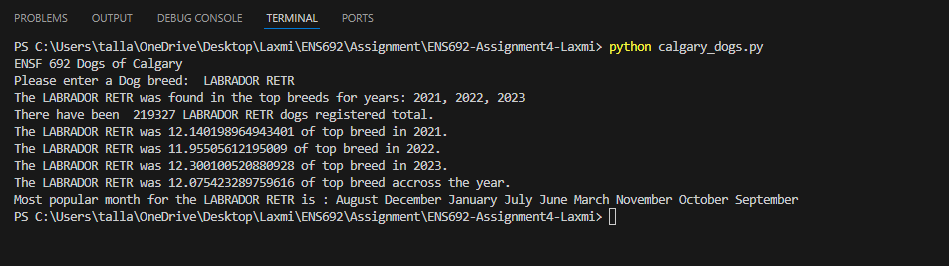 PROBLEMS OUTPUT DEBUG CONSOLE TERMINAL PORTS
PS C:\Users\talla\OneDrive\Desktop\Laxmi\ENS692\Assignment\ENS692-Assignment4-Laxmi> python calgary_dogs.py
ENSF 692 Dogs of Calgary
Please enter a Dog breed:  LABRADOR RETR
The LABRADOR RETR was found in the top breeds for years: 2021, 2022, 2023
There have been  219327 LABRADOR RETR dogs registered total.
The LABRADOR RETR was 12.140198964943401 of top breed in 2021.
The LABRADOR RETR was 11.95505612195009 of top breed in 2022.
The LABRADOR RETR was 12.300100520880928 of top breed in 2023.
The LABRADOR RETR was 12.075423289759616 of top breed accross the year.
Most popular month for the LABRADOR RETR is : August December January July June March November October September
PS C:\Users\talla\OneDrive\Desktop\Laxmi\ENS692\Assignment\ENS692-Assignment4-Laxmi>